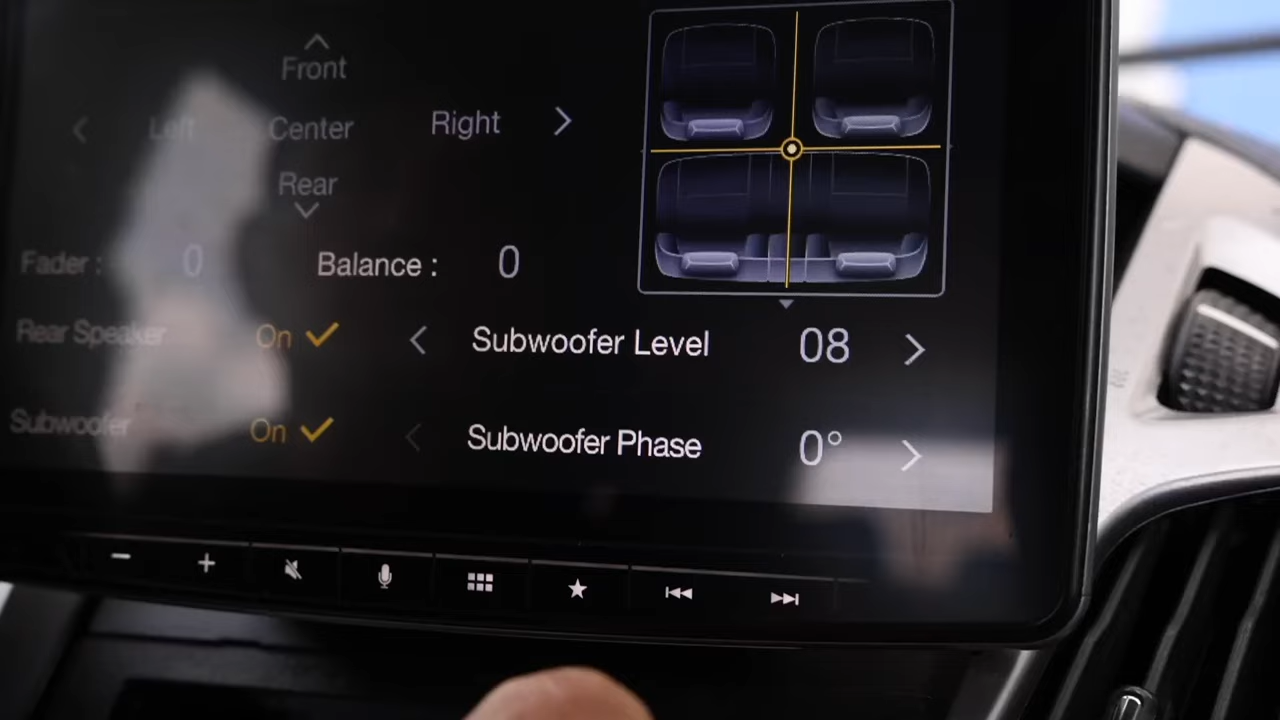 Front
Left Center Right
Rear
Fader : 0 Balance : 0
Rear Speaker On Subwoofer Level 08
Subwoofer On Subwoofer Phase 0°